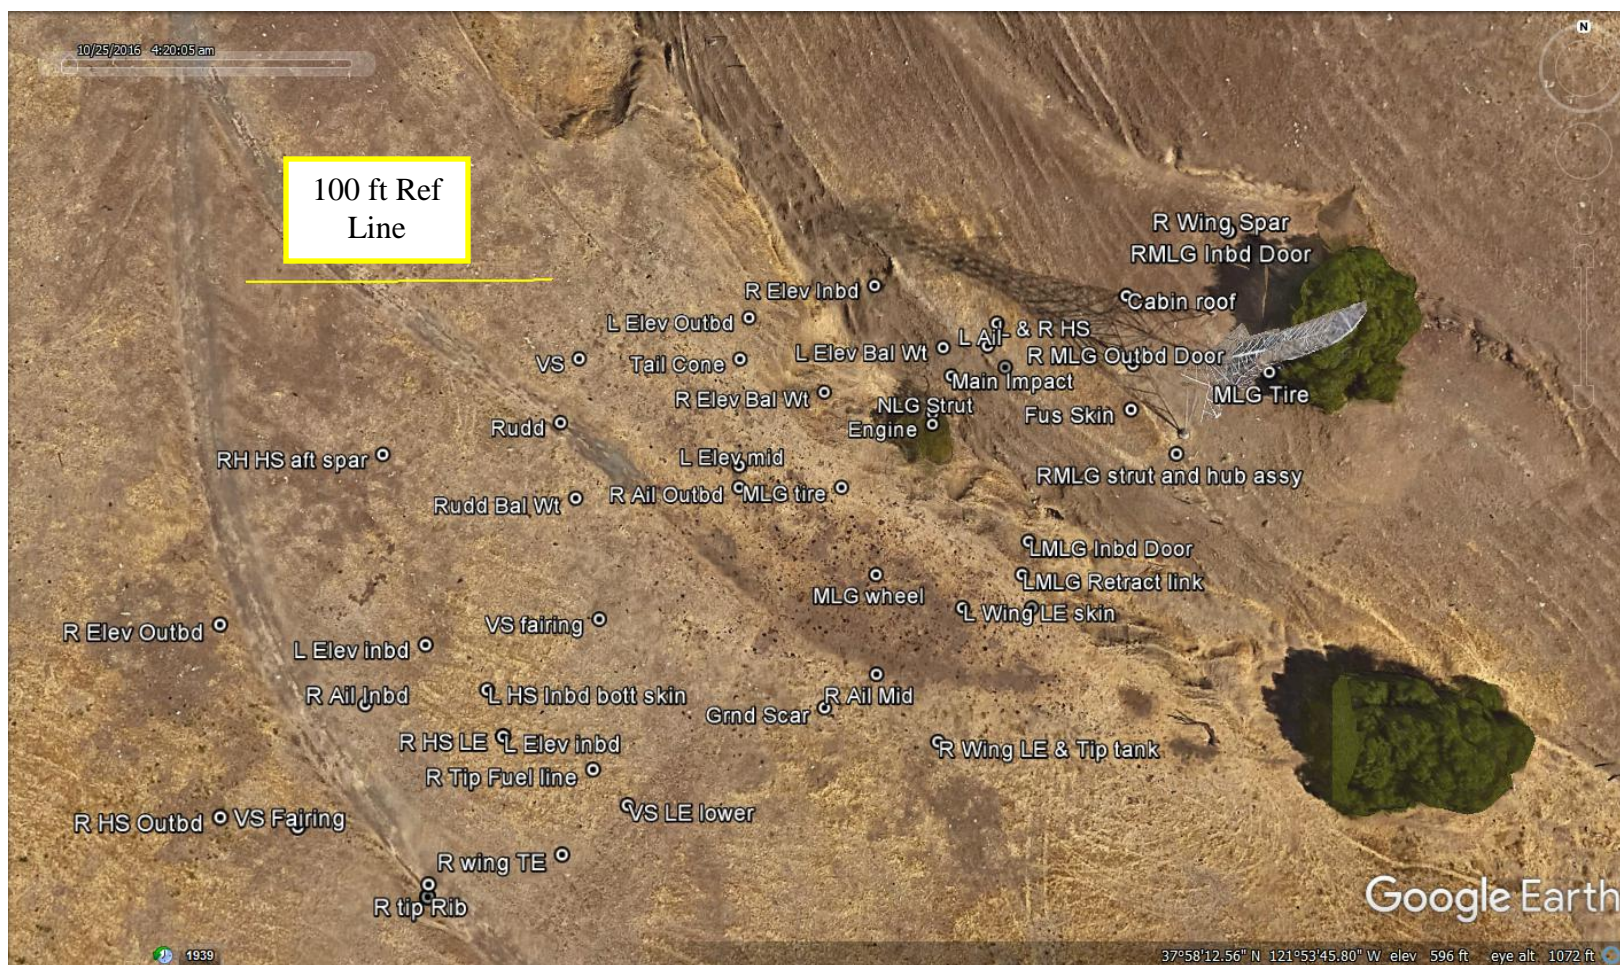 10/25/2016 4:20:05 am
N
100 ft Ref
Line
R Wing Spar
RMLG Inbd Door
R Elev Inbd
Cabin roof
L Elev Outbd
L Ail- & R HS
L Elev Bal Wt
R MLG Outbd Door
VS
Tail Cone
Main Impact
MLG Tire
R Elev Bal Wt
NLG Strut
Fus Skin
Rudd
Engine
RH HS aft spar
L Elev mid
RMLG strut and hub assy
Rudd Bal Wt
R Ail Outbd
MLG tire
LMLG Inbd Door
LMLG Retract link
MLG wheel
L Wing LE skin
R Elev Outbd
VS fairing
L Elev inbd
R Ail Inbd
L HS Inbd bott skin
R Ail Mid
Grnd Scar
R HS LE
L Elev inbd
R Wing LE & Tip tank
R Tip Fuel line
VS LE lower
R HS Outbd
VS Fairing
R wing TE
R tip Rib
Google Earth
1939
37°58'12.56" N 121°53'45.80" W elev 596 ft eye alt 1072 ft